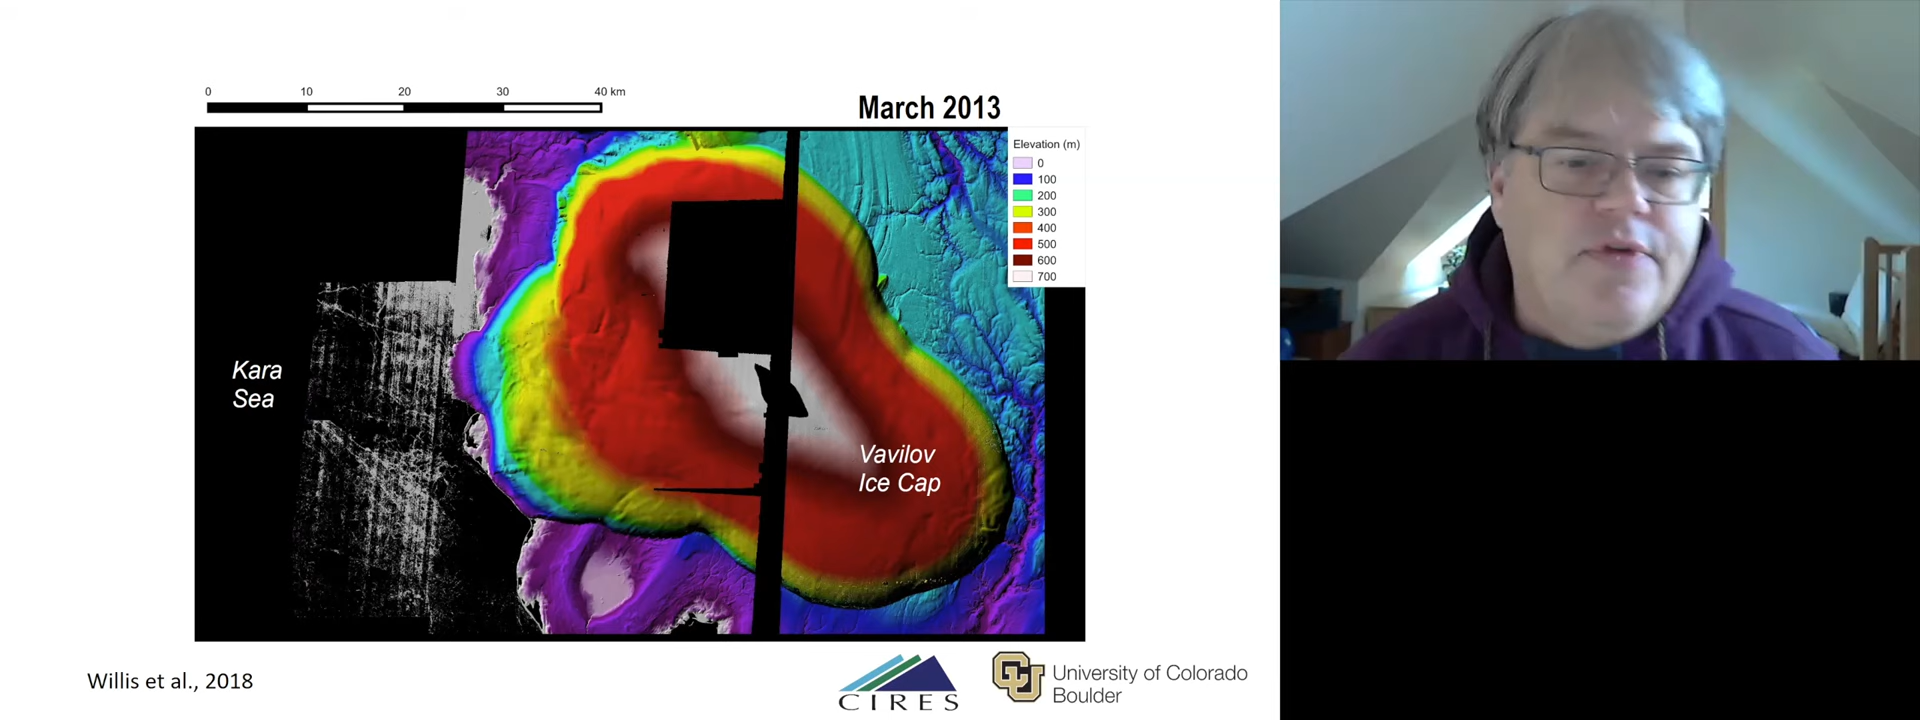 0 10 20 30 40 km
March 2013
Elevation (m)
0
100
200
300
400
500
600
700
Kara
Sea
Vavilov
Ice Cap
Willis et al., 2018
CIRES
CU
University of Colorado
Boulder